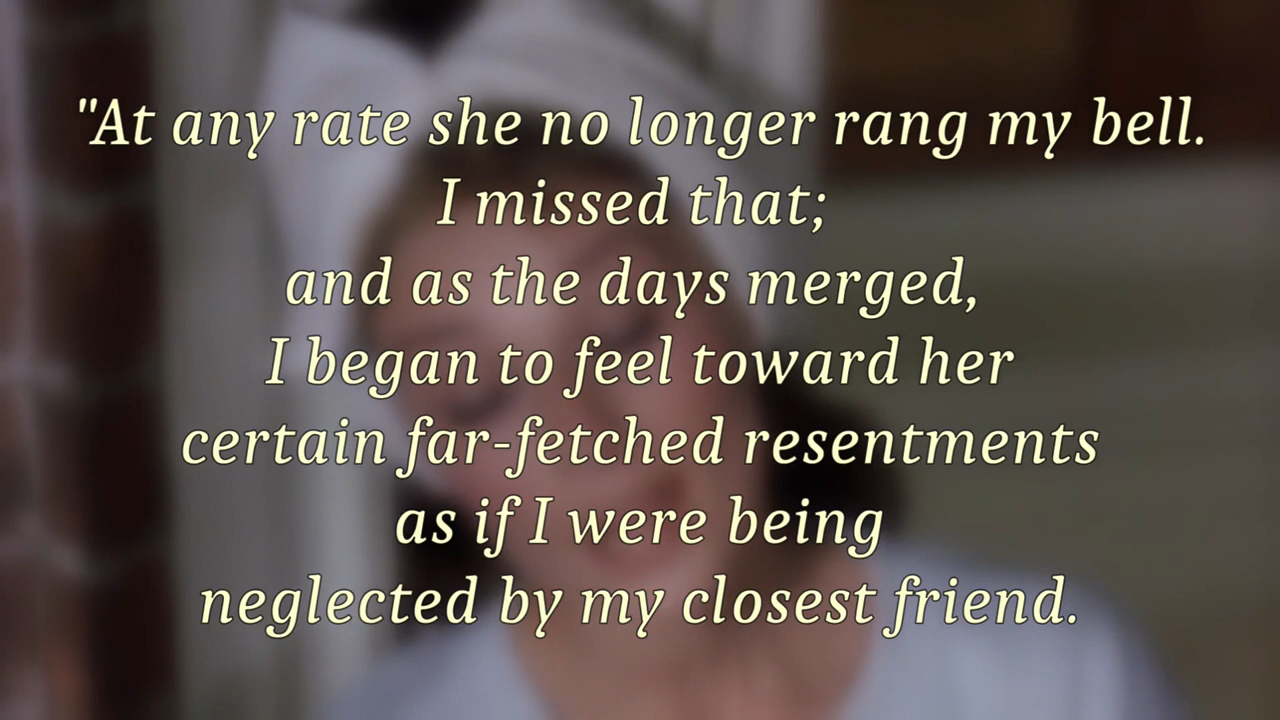 "At any rate she no longer rang my bell.
I missed that;
and as the days merged,
I began to feel toward her
certain far-fetched resentments
as if I were being
neglected by my closest friend.